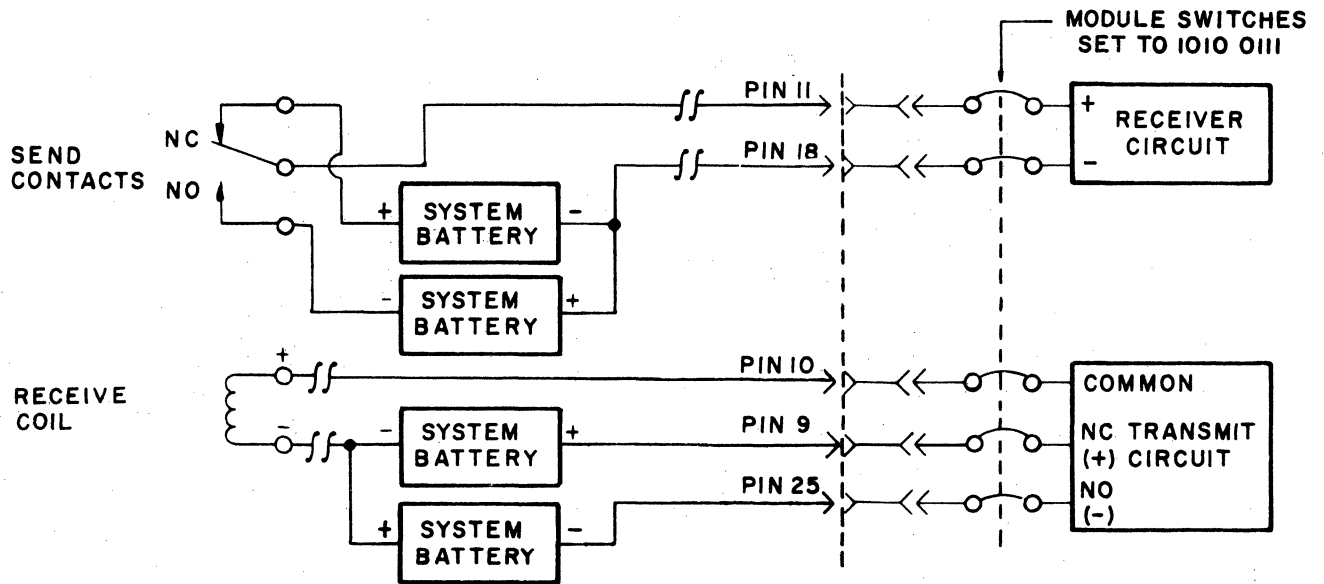 MODULE SWITCHES
SET TO 1010 0111
PIN 11
+
RECEIVER
CIRCUIT
NC
SEND
CONTACTS
PIN 18
-
NO
+
SYSTEM
BATTERY
-
-
SYSTEM
BATTERY
+
+
PIN 10
COMMON
RECEIVE
COIL
-
-
SYSTEM
BATTERY
+
PIN 9
NC TRANSMIT
(+) CIRCUIT
PIN 25
NO
(-)
+
SYSTEM
BATTERY
-